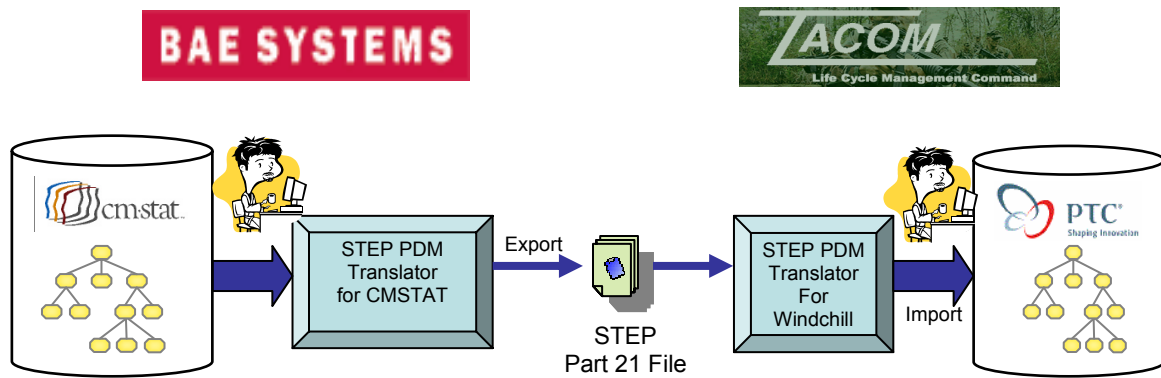 BAE SYSTEMS
TACOM
Life Cycle Management Command
cmstat
STEP PDM
Translator
for CMSTAT
Export
STEP
Part 21 File
STEP PDM
Translator
For
Windchill
Import
PTC®
Shaping Innovation